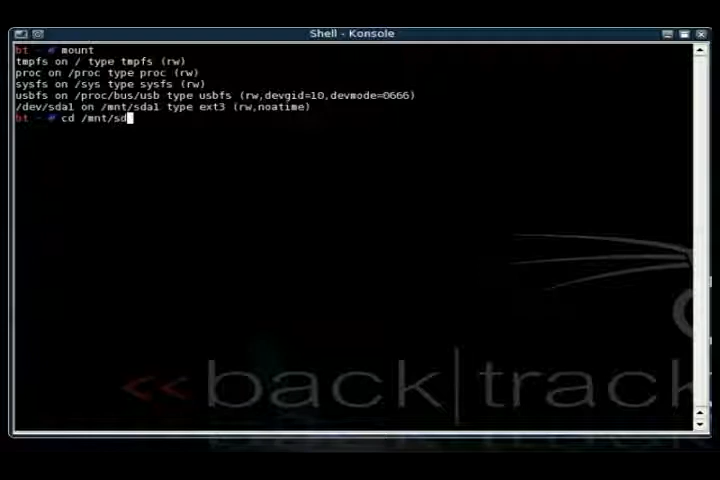 Shell - Konsole
bt ~ # mount
tmpfs on / type tmpfs (rw)
proc on /proc type proc (rw)
sysfs on /sys type sysfs (rw)
usbfs on /proc/bus/usb type usbfs (rw,devgid=10,devmode=0666)
/dev/sda1 on /mnt/sda1 type ext3 (rw,noatime)
bt ~ # cd /mnt/sd
<<back|track